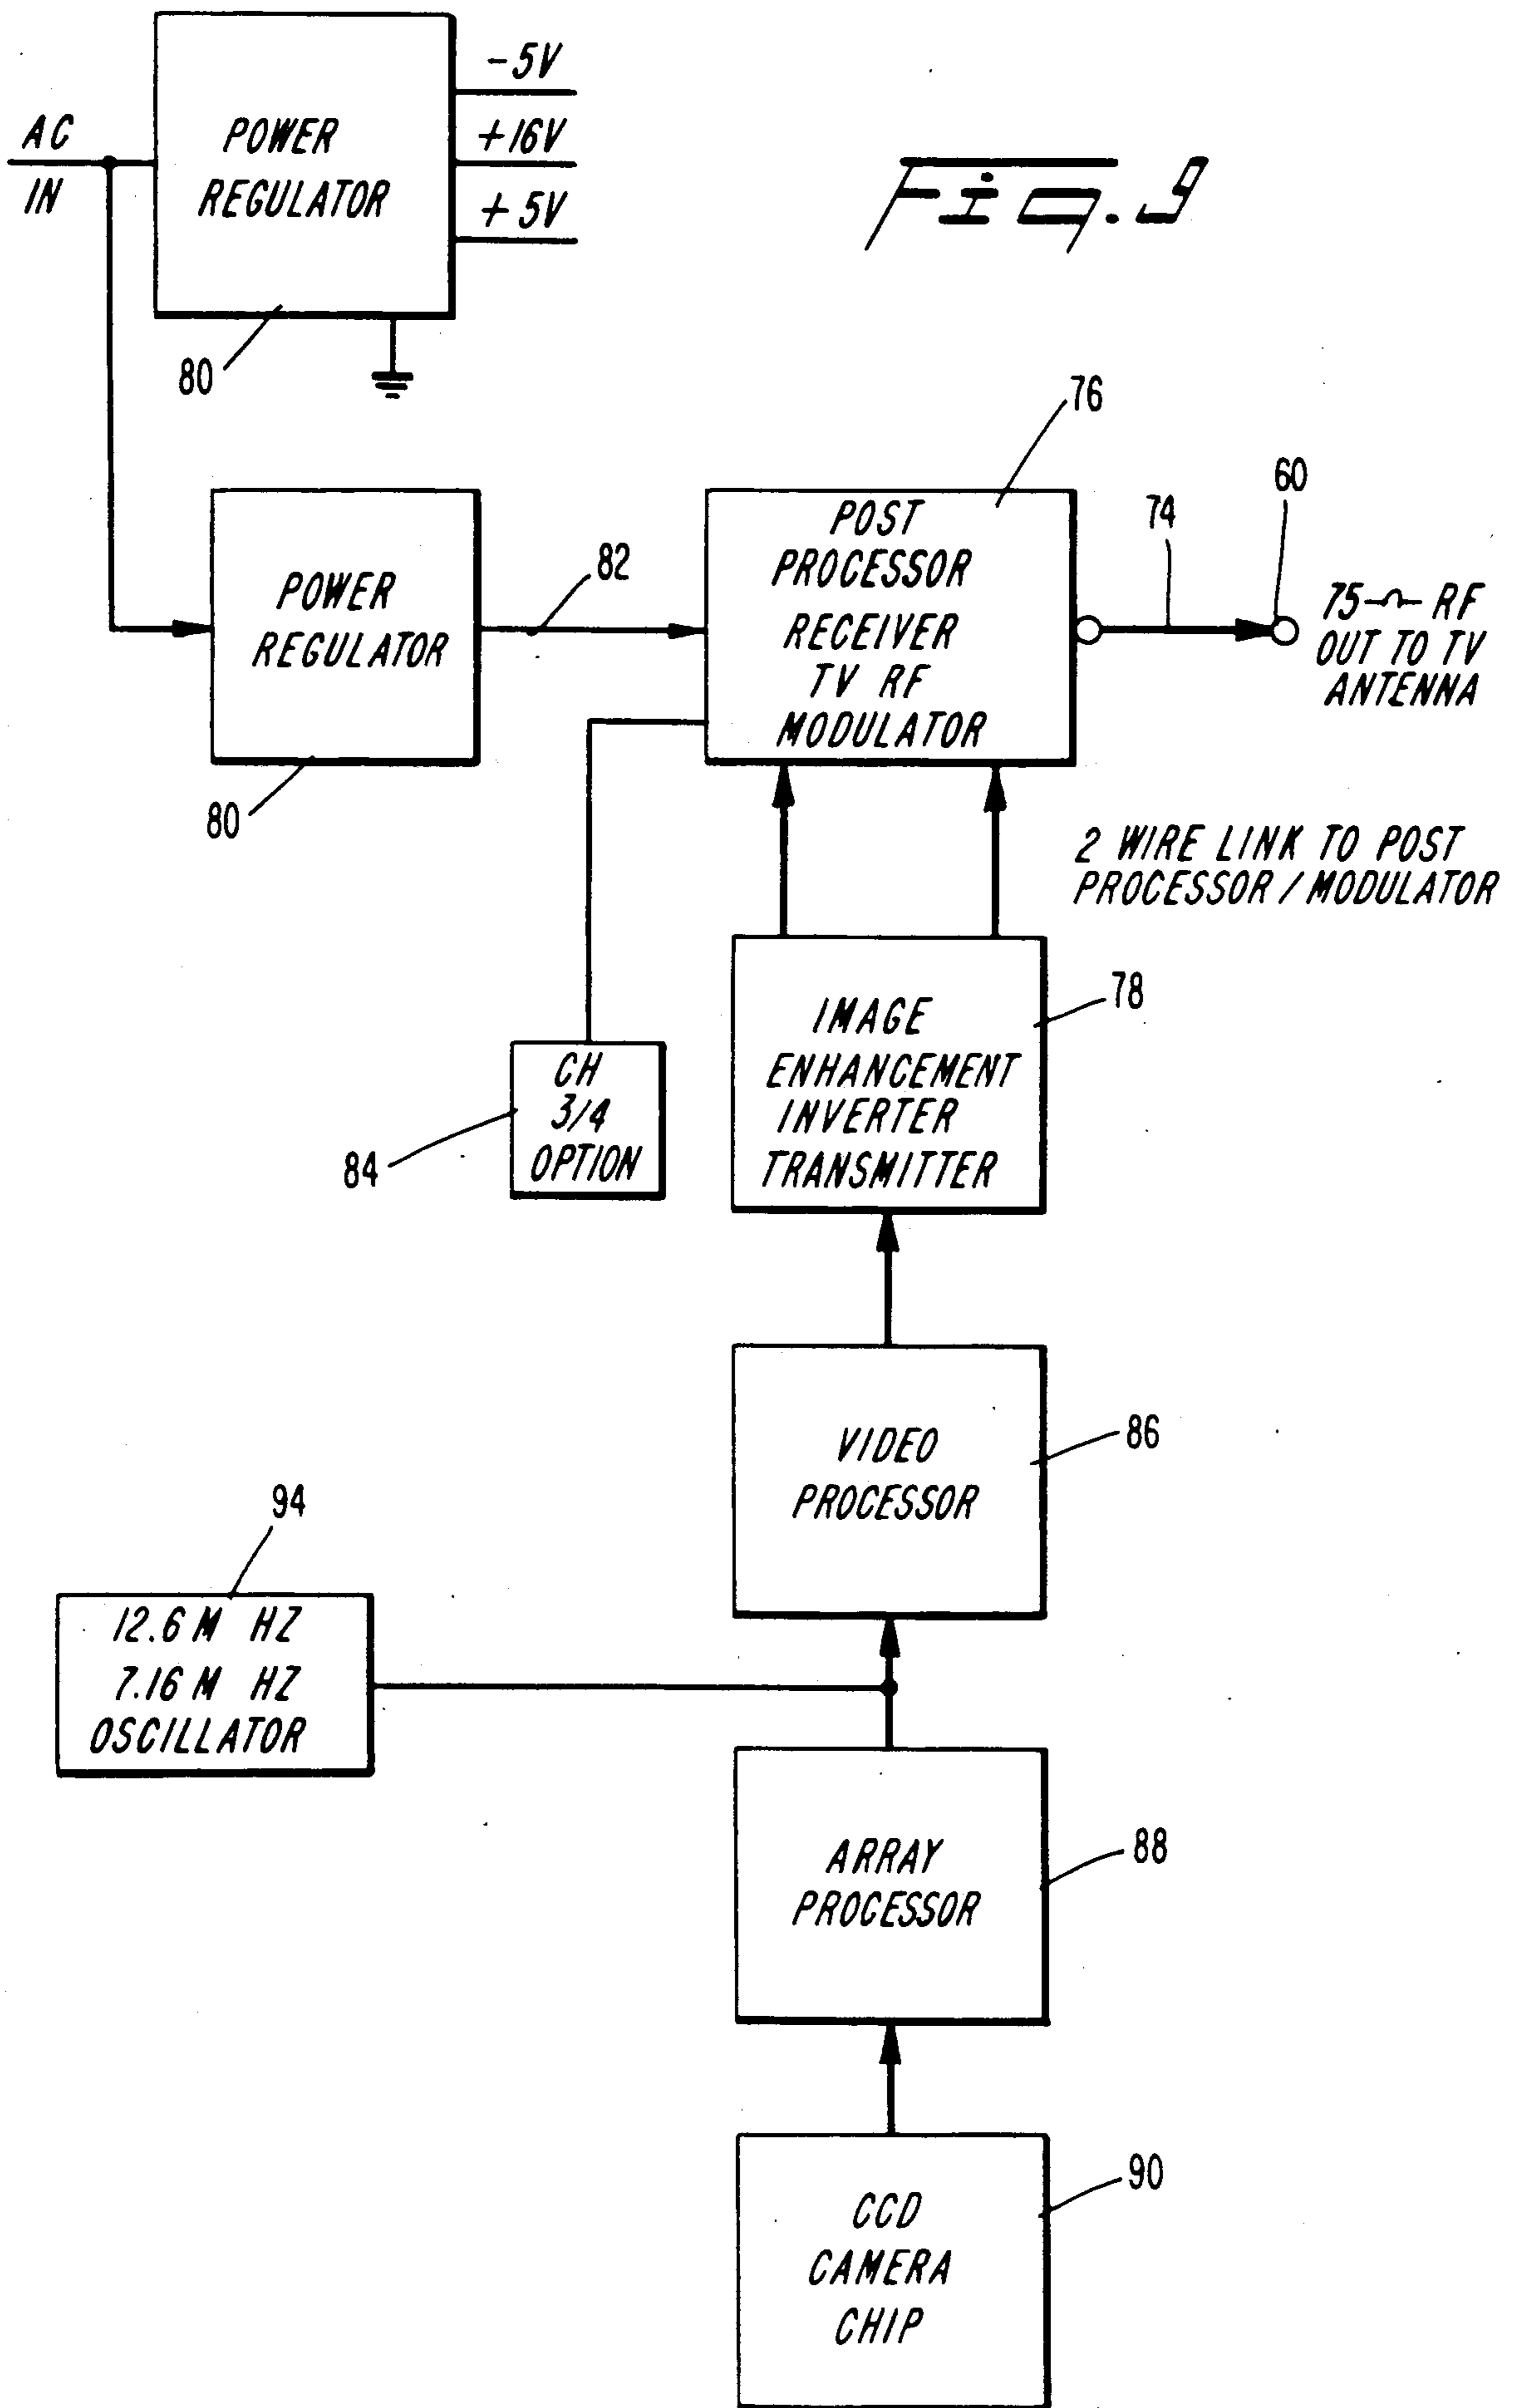 -5V
AC
IN
POWER
REGULATOR
+16V
+5V
Fig. 9
80
76
60
74
82
POWER
REGULATOR
POST
PROCESSOR
RECEIVER
TV RF
MODULATOR
75-Ω- RF
OUT TO TV
ANTENNA
80
2 WIRE LINK TO POST
PROCESSOR / MODULATOR
78
IMAGE
ENHANCEMENT
INVERTER
TRANSMITTER
CH
3/4
OPTION
84
86
VIDEO
PROCESSOR
94
12.6 M HZ
7.16 M HZ
OSCILLATOR
88
ARRAY
PROCESSOR
90
CCD
CAMERA
CHIP